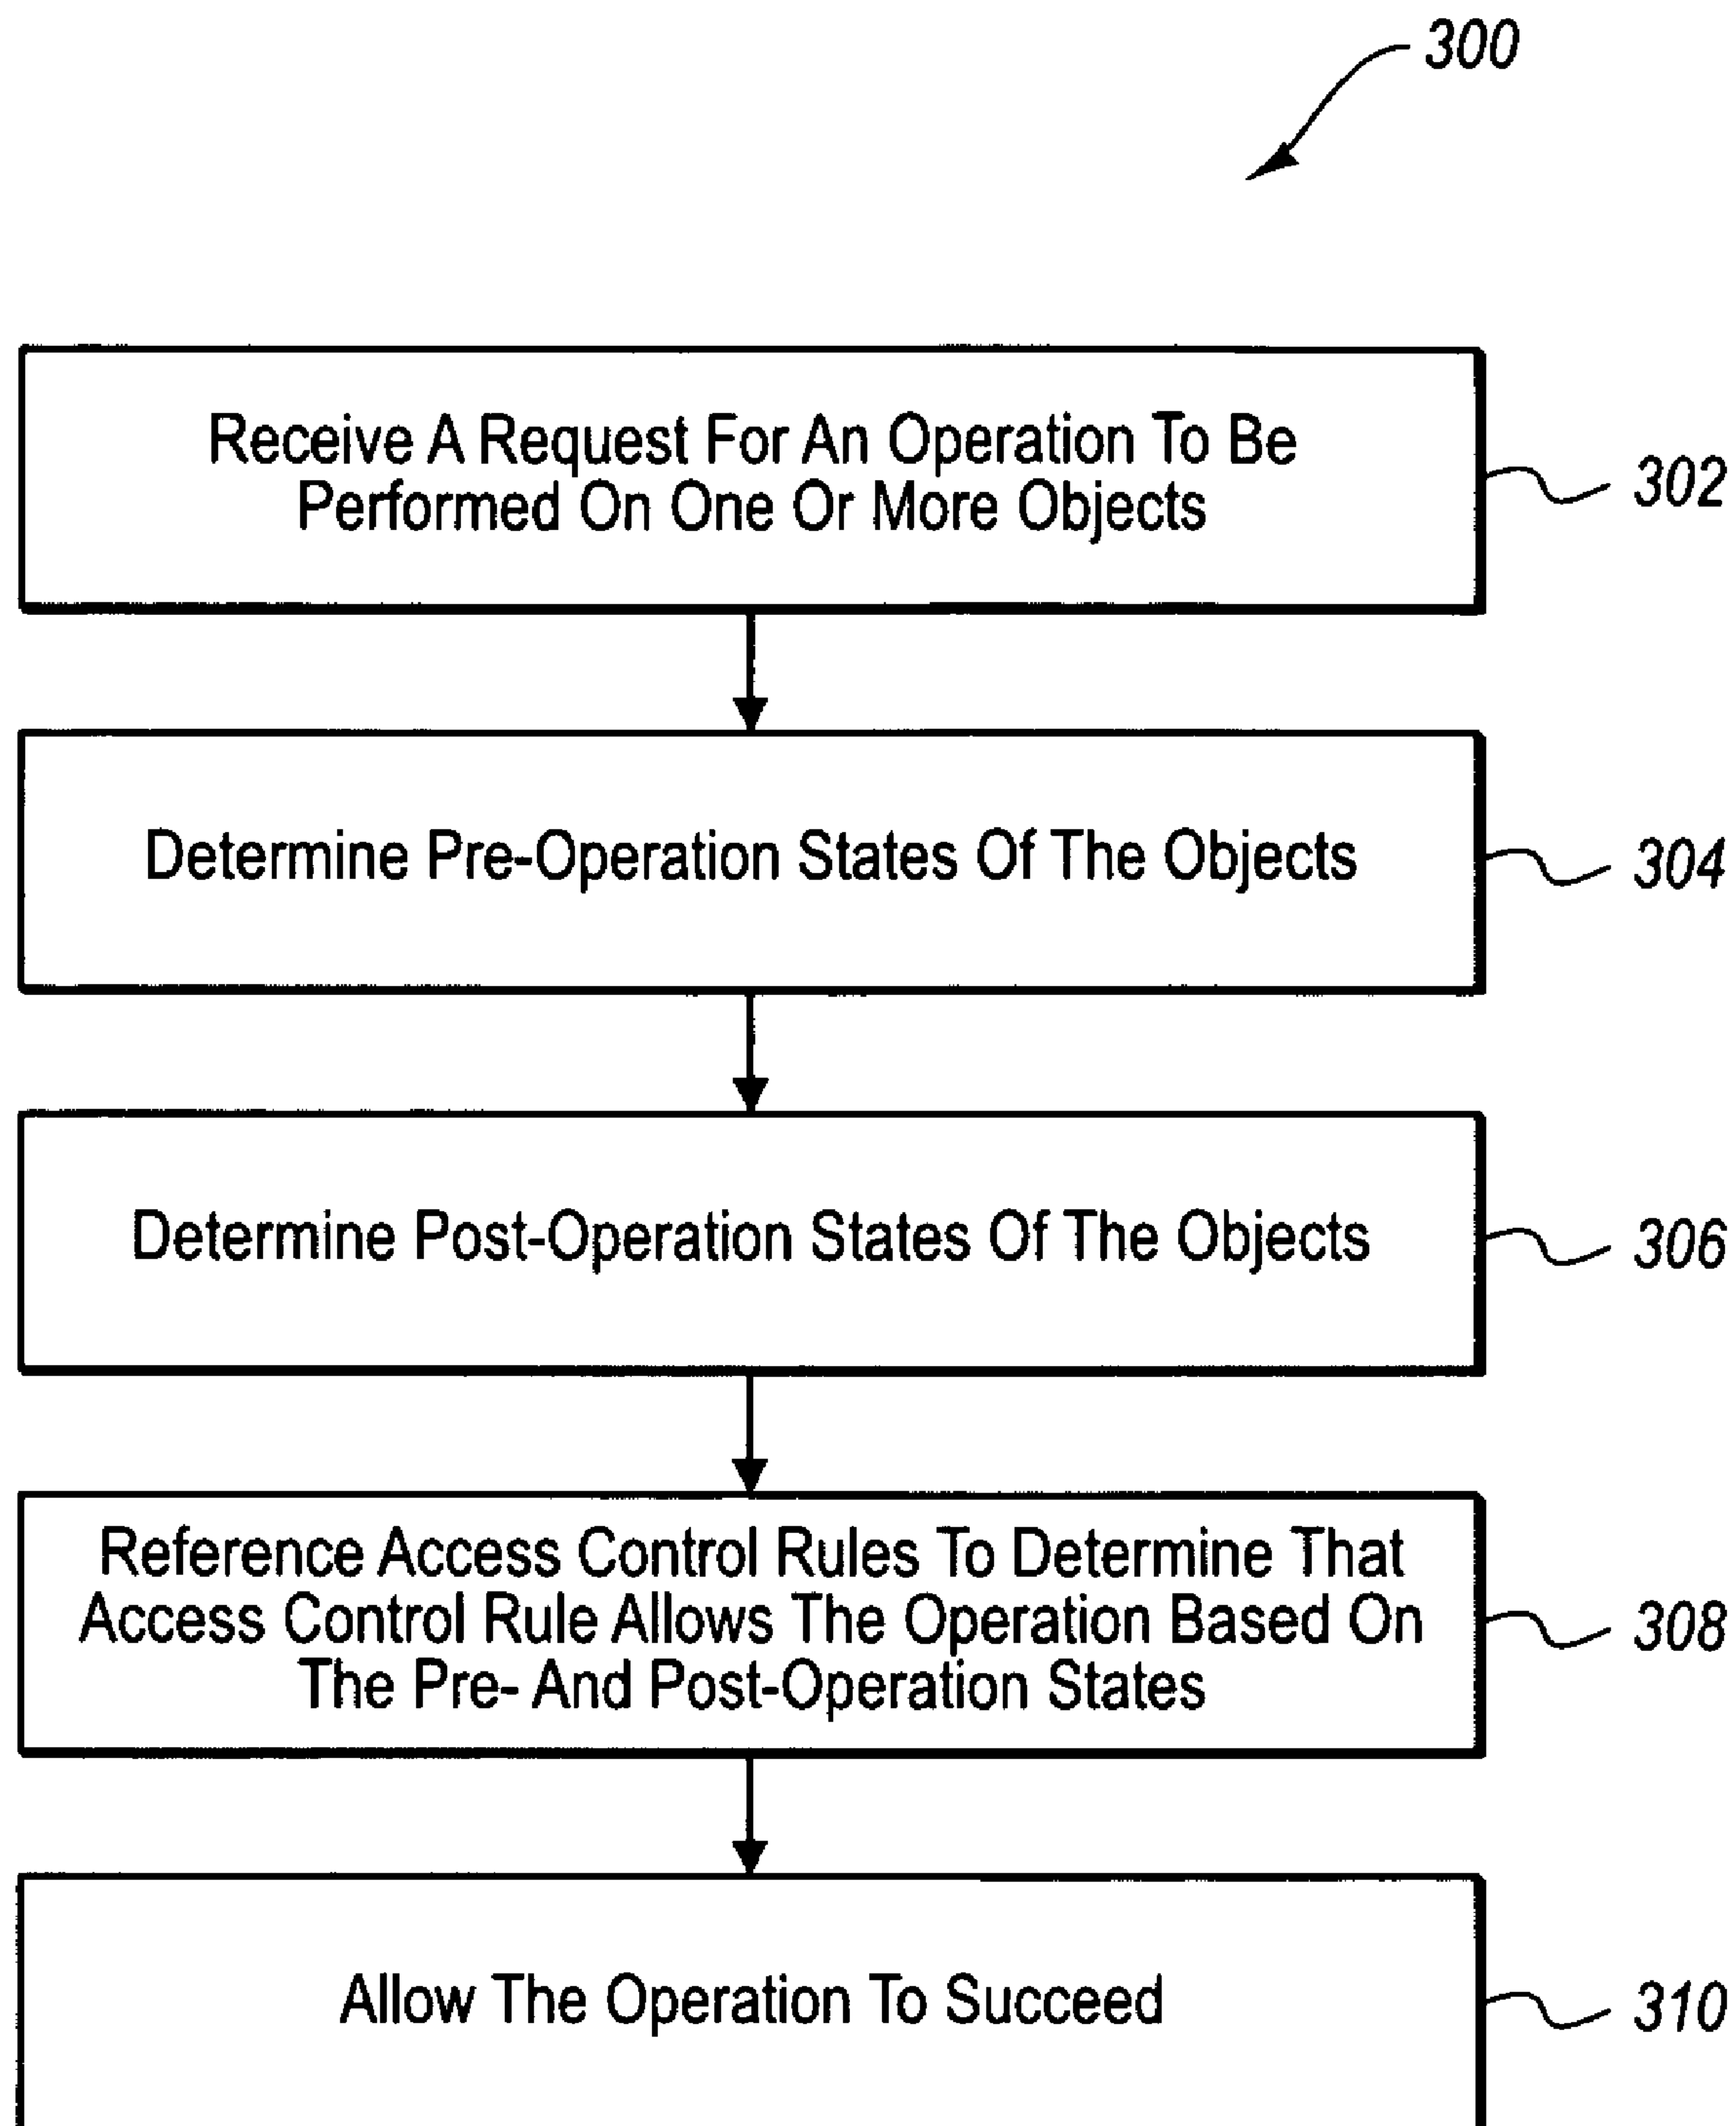 300
Receive A Request For An Operation To Be
Performed On One Or More Objects
302
Determine Pre-Operation States Of The Objects
304
Determine Post-Operation States Of The Objects
306
Reference Access Control Rules To Determine That
Access Control Rule Allows The Operation Based On
The Pre- And Post-Operation States
308
Allow The Operation To Succeed
310